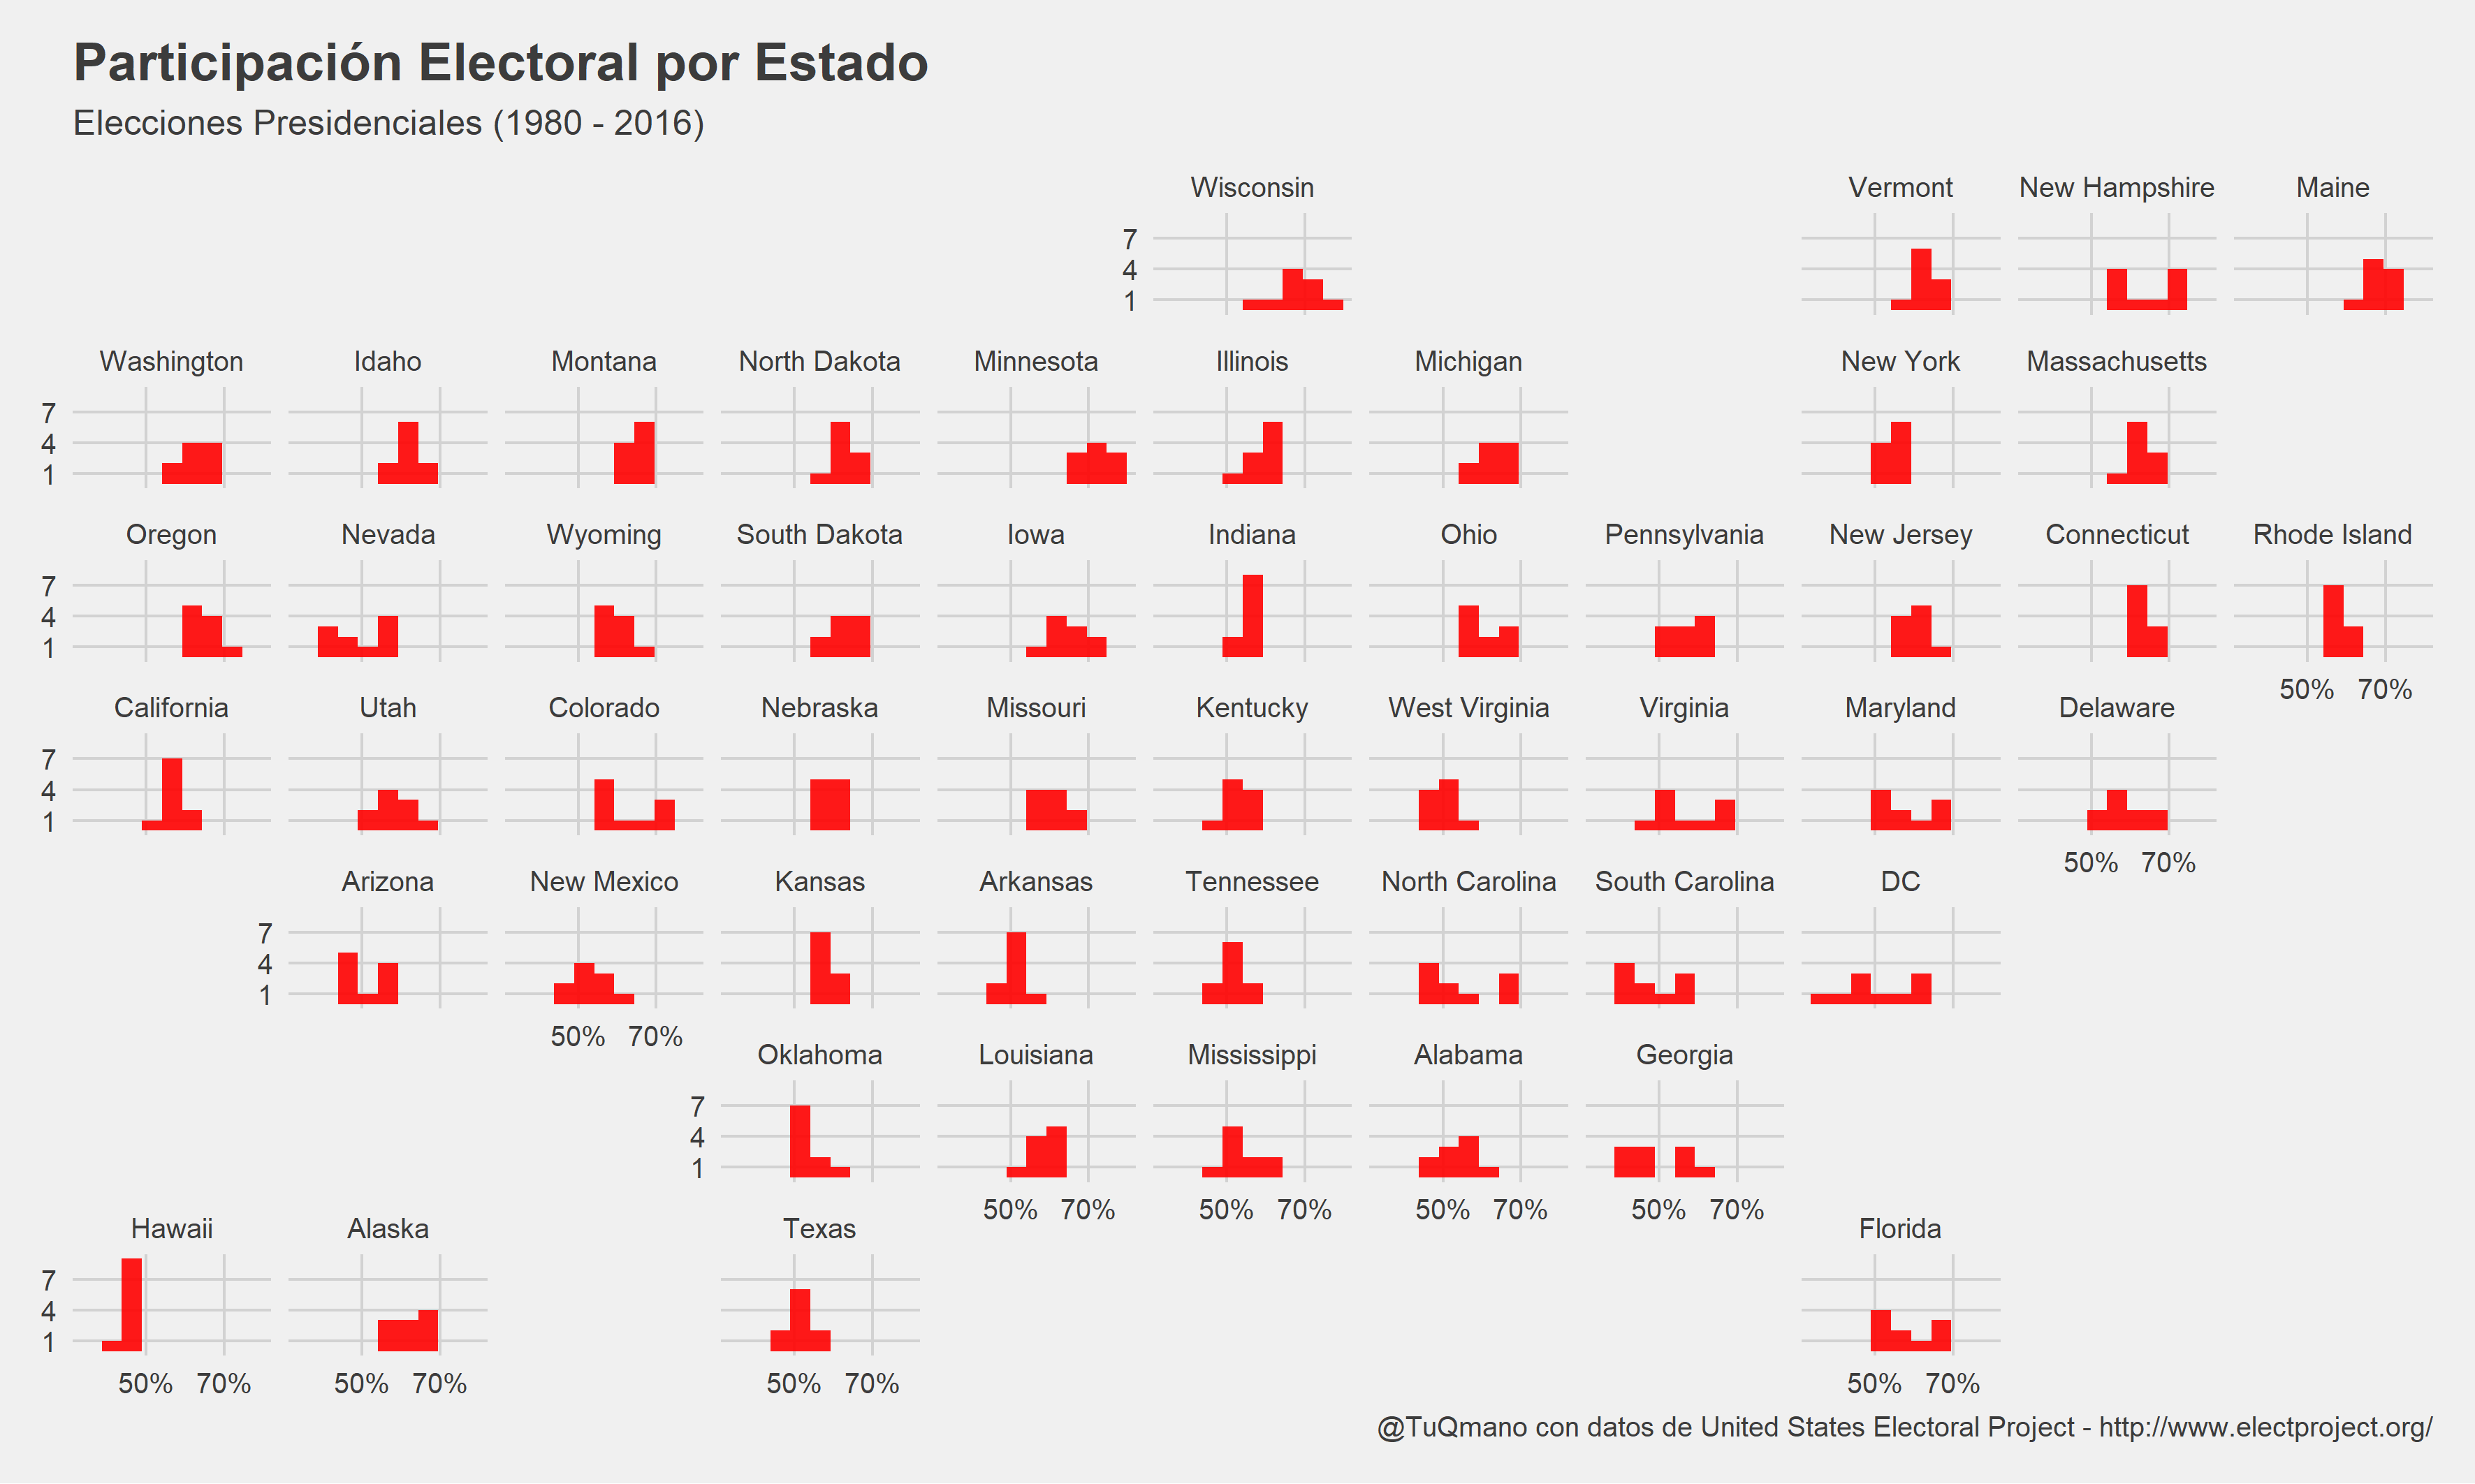 Participación Electoral por Estado
Elecciones Presidenciales (1980 - 2016)
Wisconsin Vermont New Hampshire Maine
7
4
1
Washington Idaho Montana North Dakota Minnesota Illinois Michigan New York Massachusetts
7
4
1
Oregon Nevada Wyoming South Dakota Iowa Indiana Ohio Pennsylvania New Jersey Connecticut Rhode Island
7
4
1
50% 70%
California Utah Colorado Nebraska Missouri Kentucky West Virginia Virginia Maryland Delaware
7
4
1
50% 70%
Arizona New Mexico Kansas Arkansas Tennessee North Carolina South Carolina DC
7
4
1
50% 70%
Oklahoma Louisiana Mississippi Alabama Georgia
7
4
1
50% 70% 50% 70% 50% 70% 50% 70%
Hawaii Alaska Texas Florida
7
4
1
50% 70% 50% 70% 50% 70% 50% 70%
@TuQmano con datos de United States Electoral Project - http://www.electproject.org/